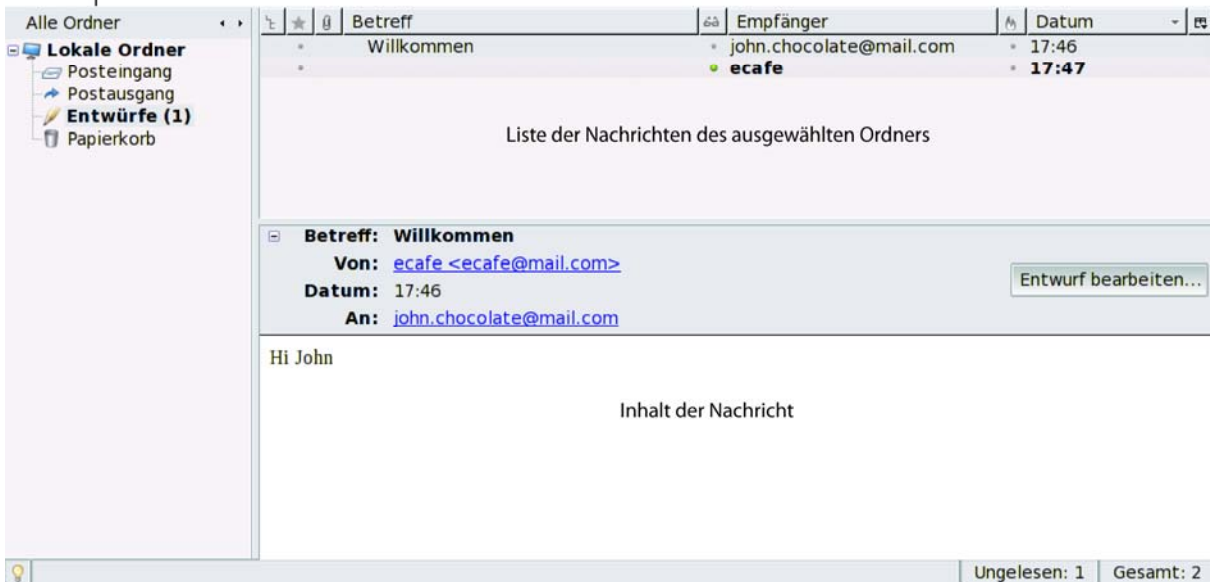 Alle Ordner
Lokale Ordner
Posteingang
Postausgang
Entwürfe (1)
Papierkorb
Betreff Empfänger Datum
Willkommen john.chocolate@mail.com 17:46
ecafe 17:47
Liste der Nachrichten des ausgewählten Ordners
Betreff: Willkommen
Von: ecafe <ecafe@mail.com>
Datum: 17:46
An: john.chocolate@mail.com
Entwurf bearbeiten...
Hi John
Inhalt der Nachricht
Ungelesen: 1 Gesamt: 2